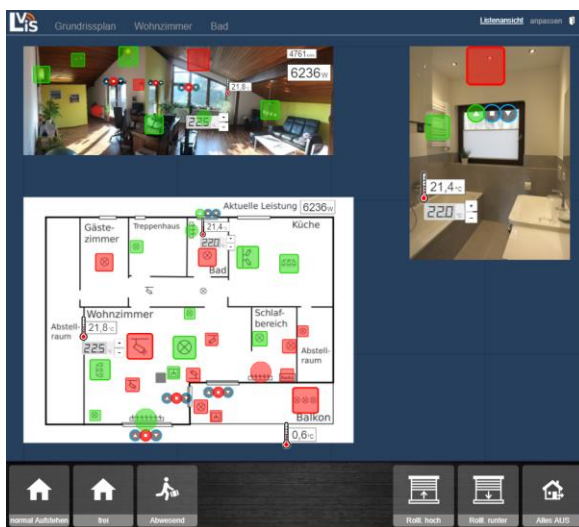 LVIS
Grundrissplan Wohnzimmer Bad
Listenansicht anpassen
4761
6236w
21,8
22.5
21,4°c
22.0
Aktuelle Leistung 6236w
Gäste-
zimmer
Treppenhaus
21,4
Küche
22.0
Bad
Wohnzimmer
Schlaf-
bereich
Abstell-
raum
21,8°c
22.5
Abstell-
raum
Balkon
0,6°c
normal Aufstehen
frei
Abwesend
Roll. hoch
Roll. runter
Alles AUS